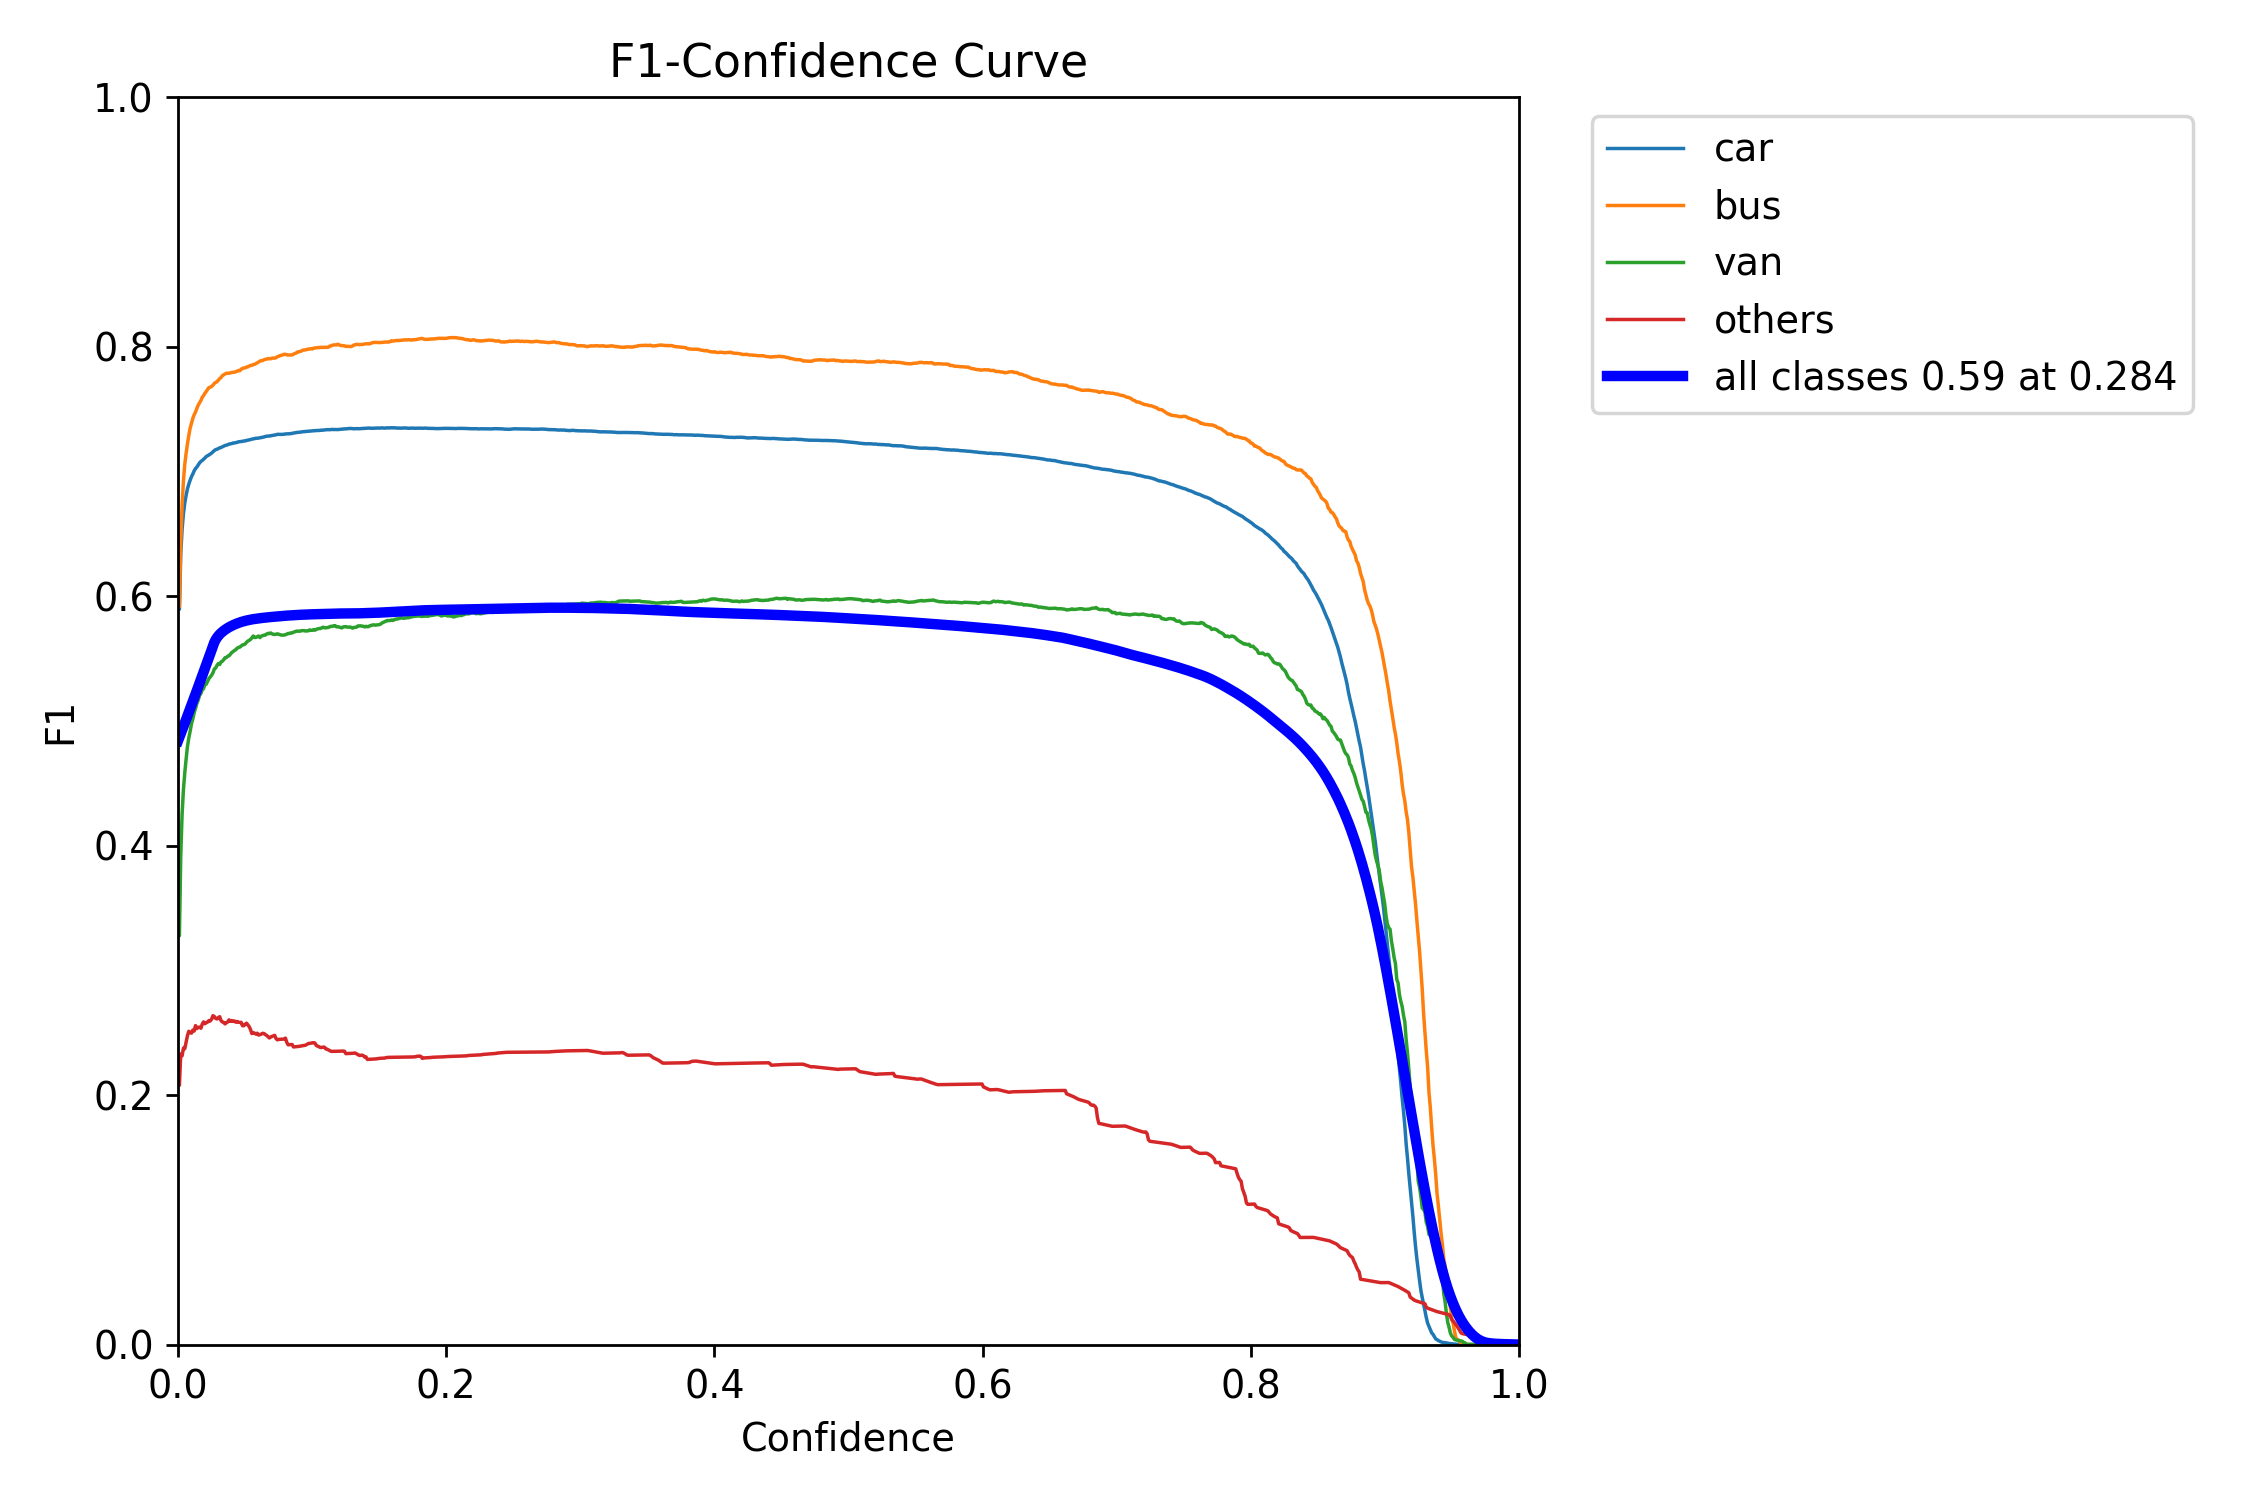 F1-Confidence Curve
1.0
0.8
0.6
0.4
0.2
0.0
F1
0.0 0.2 0.4 0.6 0.8 1.0
Confidence
car
bus
van
others
all classes 0.59 at 0.284